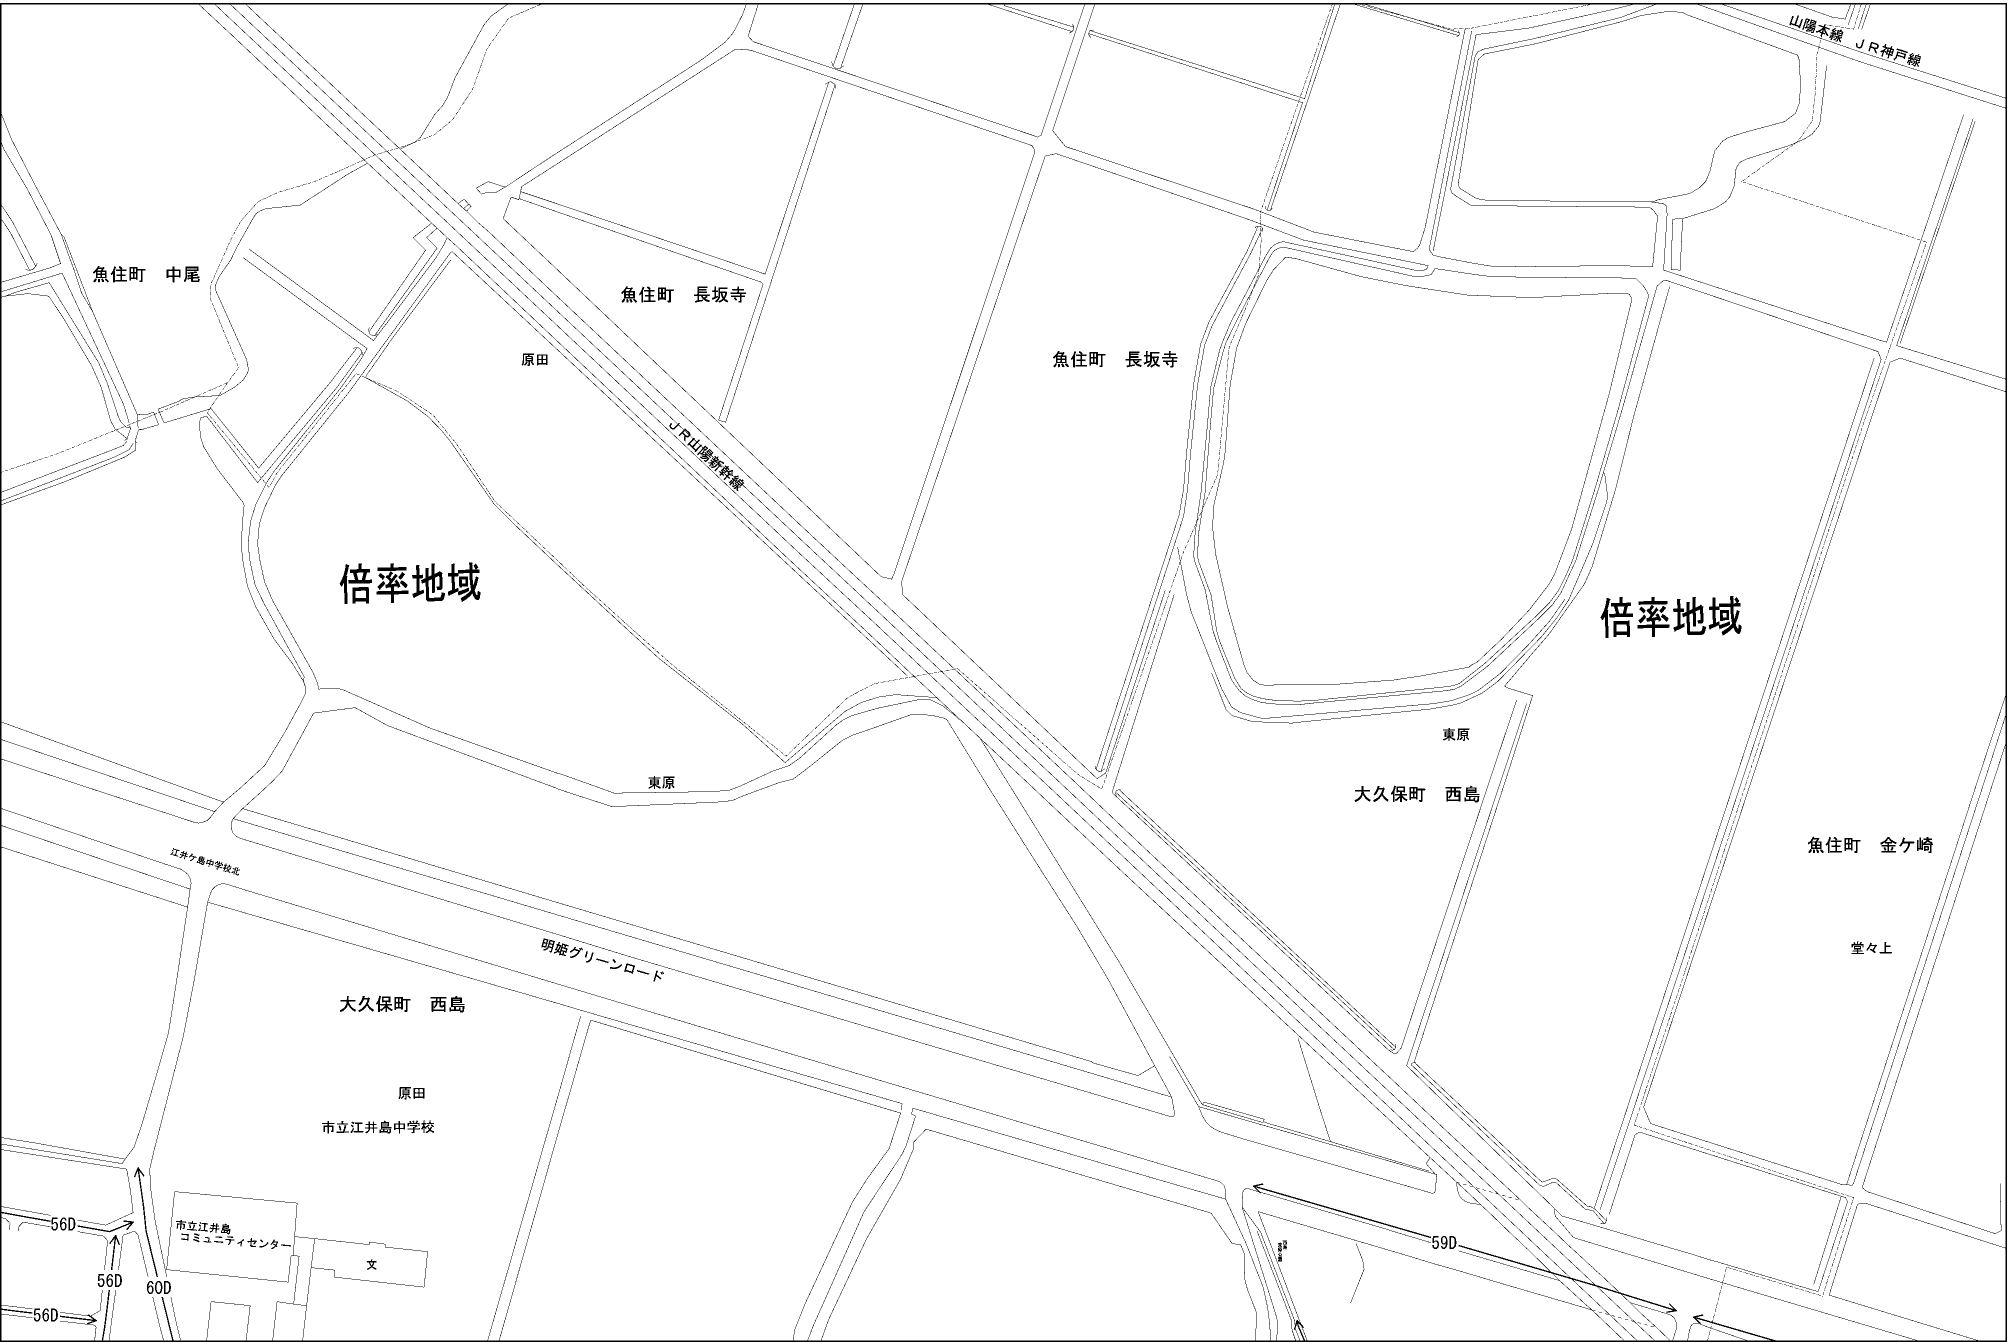 山陽本線　ＪＲ神戸線
魚住町　中尾
魚住町　長坂寺
原田
魚住町　長坂寺
ＪＲ山陽新幹線
倍率地域
倍率地域
東原
東原
大久保町　西島
魚住町　金ケ崎
江井ケ島中学校北
明姫グリーンロード
堂々上
大久保町　西島
原田
市立江井島中学校
56D
市立江井島
コミュニティセンター
文
59D
56D
60D
56D